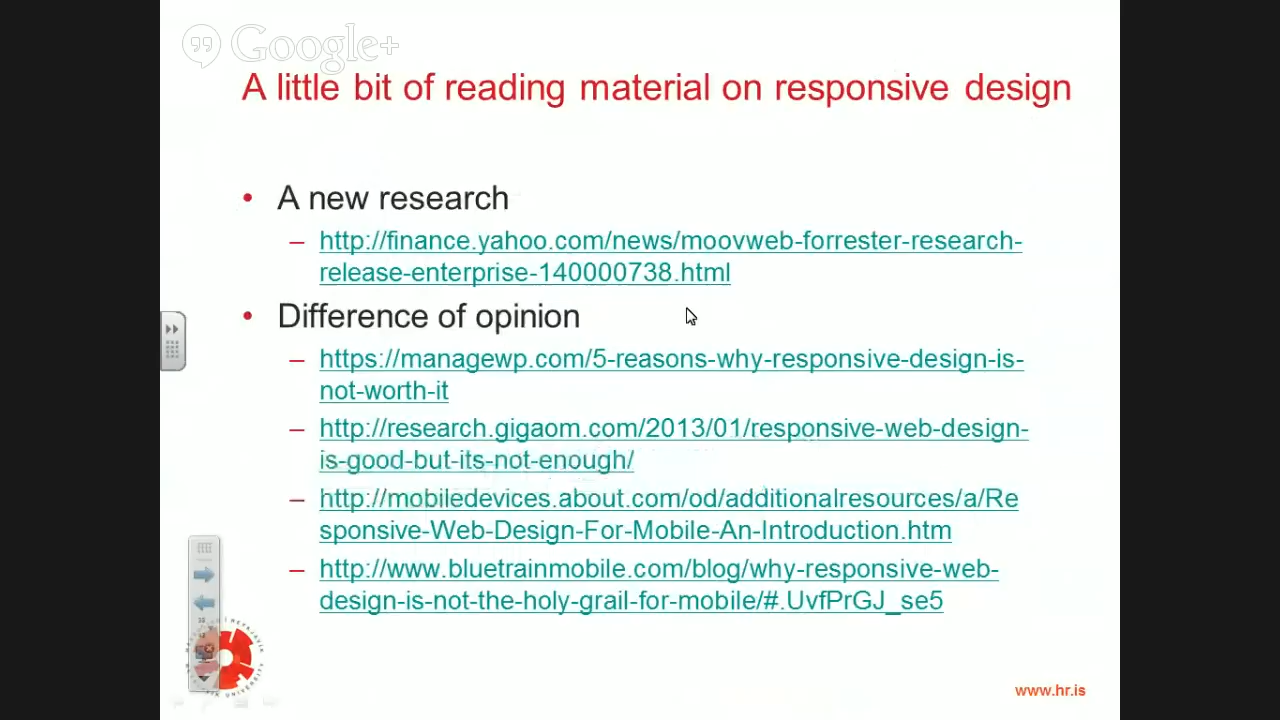 Google+
A little bit of reading material on responsive design
• A new research
– http://finance.yahoo.com/news/moovweb-forrester-research-
release-enterprise-140000738.html
• Difference of opinion
– https://managewp.com/5-reasons-why-responsive-design-is-
not-worth-it
– http://research.gigaom.com/2013/01/responsive-web-design-
is-good-but-its-not-enough/
– http://mobiledevices.about.com/od/additionalresources/a/Re
sponsive-Web-Design-For-Mobile-An-Introduction.htm
– http://www.bluetrainmobile.com/blog/why-responsive-web-
design-is-not-the-holy-grail-for-mobile/#.UvfPrGJ_se5
www.hr.is